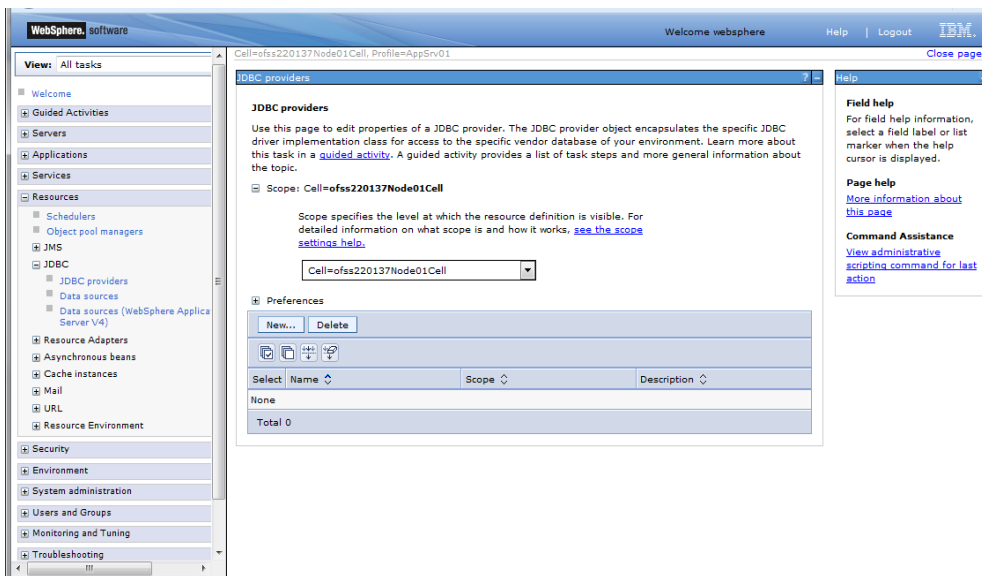 WebSphere. software
Welcome websphere
Help | Logout
IBM.
View: All tasks
Cell=ofss220137Node01Cell, Profile=AppSrv01
Close page
Welcome
Guided Activities
Servers
Applications
Services
Resources
Schedulers
Object pool managers
JMS
JDBC
JDBC providers
Data sources
Data sources (WebSphere Applica
Server V4)
Resource Adapters
Asynchronous beans
Cache instances
Mail
URL
Resource Environment
Security
Environment
System administration
Users and Groups
Monitoring and Tuning
Troubleshooting
JDBC providers
? -
JDBC providers
Use this page to edit properties of a JDBC provider. The JDBC provider object encapsulates the specific JDBC
driver implementation class for access to the specific vendor database of your environment. Learn more about
this task in a guided activity. A guided activity provides a list of task steps and more general information about
the topic.
Scope: Cell=ofss220137Node01Cell
Scope specifies the level at which the resource definition is visible. For
detailed information on what scope is and how it works, see the scope
settings help.
Cell=ofss220137Node01Cell
Preferences
New... Delete
Select Name Scope Description
None
Total 0
Help
Field help
For field help information,
select a field label or list
marker when the help
cursor is displayed.
Page help
More information about
this page
Command Assistance
View administrative
scripting command for last
action